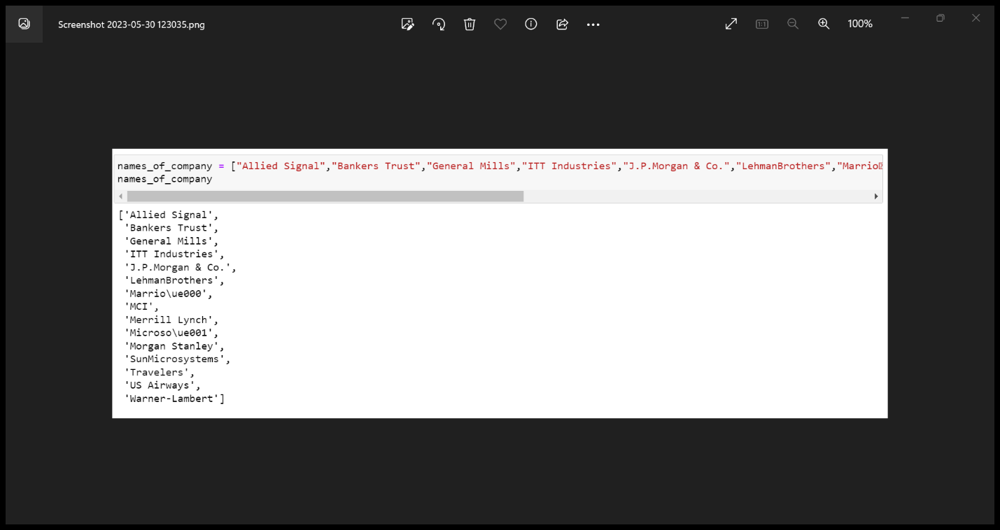 Screenshot 2023-05-30 123035.png
1:1
100%
names_of_company = ["Allied Signal","Bankers Trust","General Mills","ITT Industries","J.P.Morgan & Co.","LehmanBrothers","Marrio
names_of_company
['Allied Signal',
'Bankers Trust',
'General Mills',
'ITT Industries',
'J.P.Morgan & Co.',
'LehmanBrothers',
'Marrio\ue000',
'MCI',
'Merrill Lynch',
'Microso\ue001',
'Morgan Stanley',
'SunMicrosystems',
'Travelers',
'US Airways',
'Warner-Lambert']